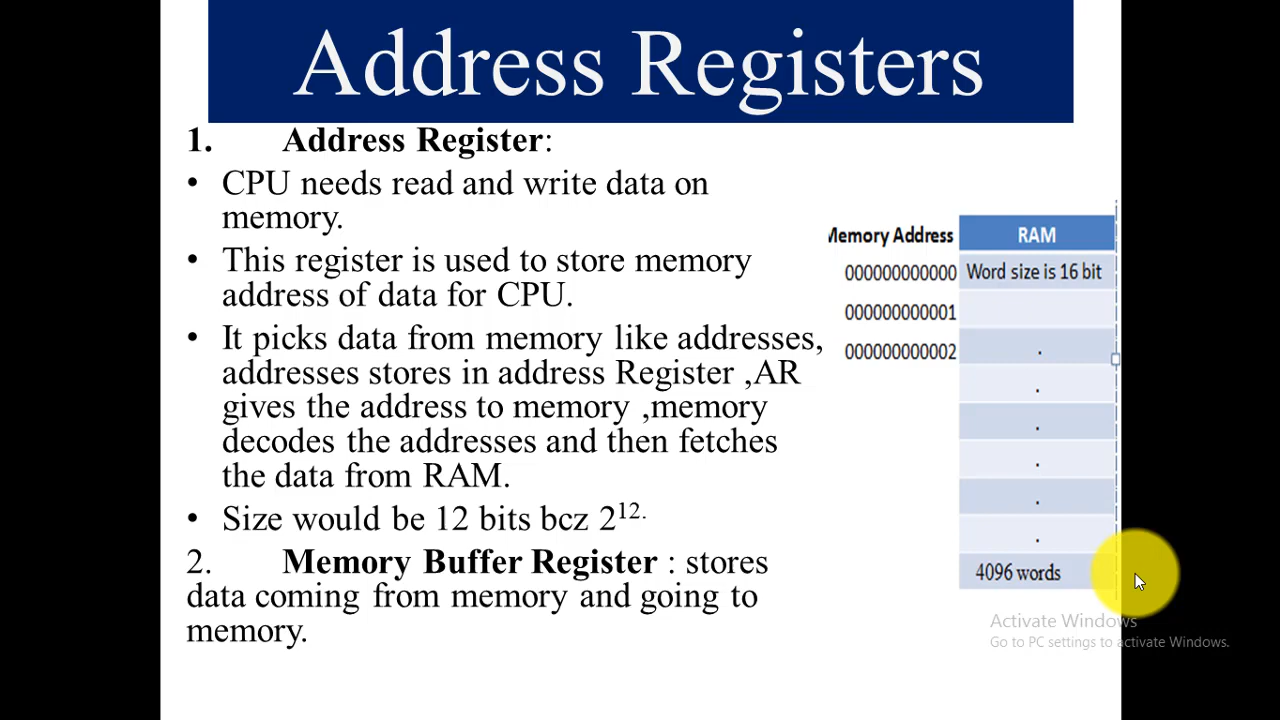 Address Registers
1. Address Register:
• CPU needs read and write data on
memory.
• This register is used to store memory
address of data for CPU.
• It picks data from memory like addresses,
addresses stores in address Register ,AR
gives the address to memory ,memory
decodes the addresses and then fetches
the data from RAM.
• Size would be 12 bits bcz 2¹².
2. Memory Buffer Register : stores
data coming from memory and going to
memory.
Memory Address RAM
000000000000 Word size is 16 bit
000000000001
000000000002 .
.
.
.
.
.
4096 words
Activate Windows
Go to PC settings to activate Windows.